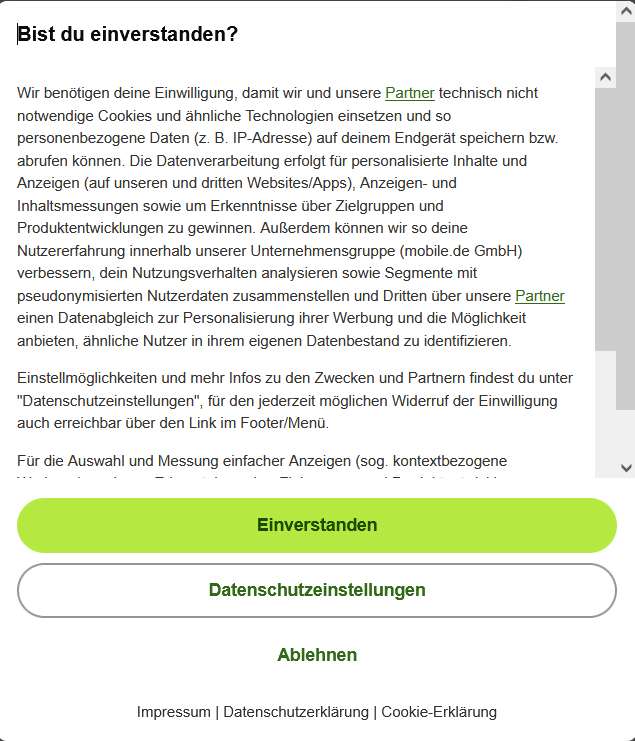 Bist du einverstanden?
Wir benötigen deine Einwilligung, damit wir und unsere Partner technisch nicht
notwendige Cookies und ähnliche Technologien einsetzen und so
personenbezogene Daten (z. B. IP-Adresse) auf deinem Endgerät speichern bzw.
abrufen können. Die Datenverarbeitung erfolgt für personalisierte Inhalte und
Anzeigen (auf unseren und dritten Websites/Apps), Anzeigen- und
Inhaltsmessungen sowie um Erkenntnisse über Zielgruppen und
Produktentwicklungen zu gewinnen. Außerdem können wir so deine
Nutzererfahrung innerhalb unserer Unternehmensgruppe (mobile.de GmbH)
verbessern, dein Nutzungsverhalten analysieren sowie Segmente mit
pseudonymisierten Nutzerdaten zusammenstellen und Dritten über unsere Partner
einen Datenabgleich zur Personalisierung ihrer Werbung und die Möglichkeit
anbieten, ähnliche Nutzer in ihrem eigenen Datenbestand zu identifizieren.
Einstellmöglichkeiten und mehr Infos zu den Zwecken und Partnern findest du unter
"Datenschutzeinstellungen", für den jederzeit möglichen Widerruf der Einwilligung
auch erreichbar über den Link im Footer/Menü.
Für die Auswahl und Messung einfacher Anzeigen (sog. kontextbezogene
Einverstanden
Datenschutzeinstellungen
Ablehnen
Impressum | Datenschutzerklärung | Cookie-Erklärung